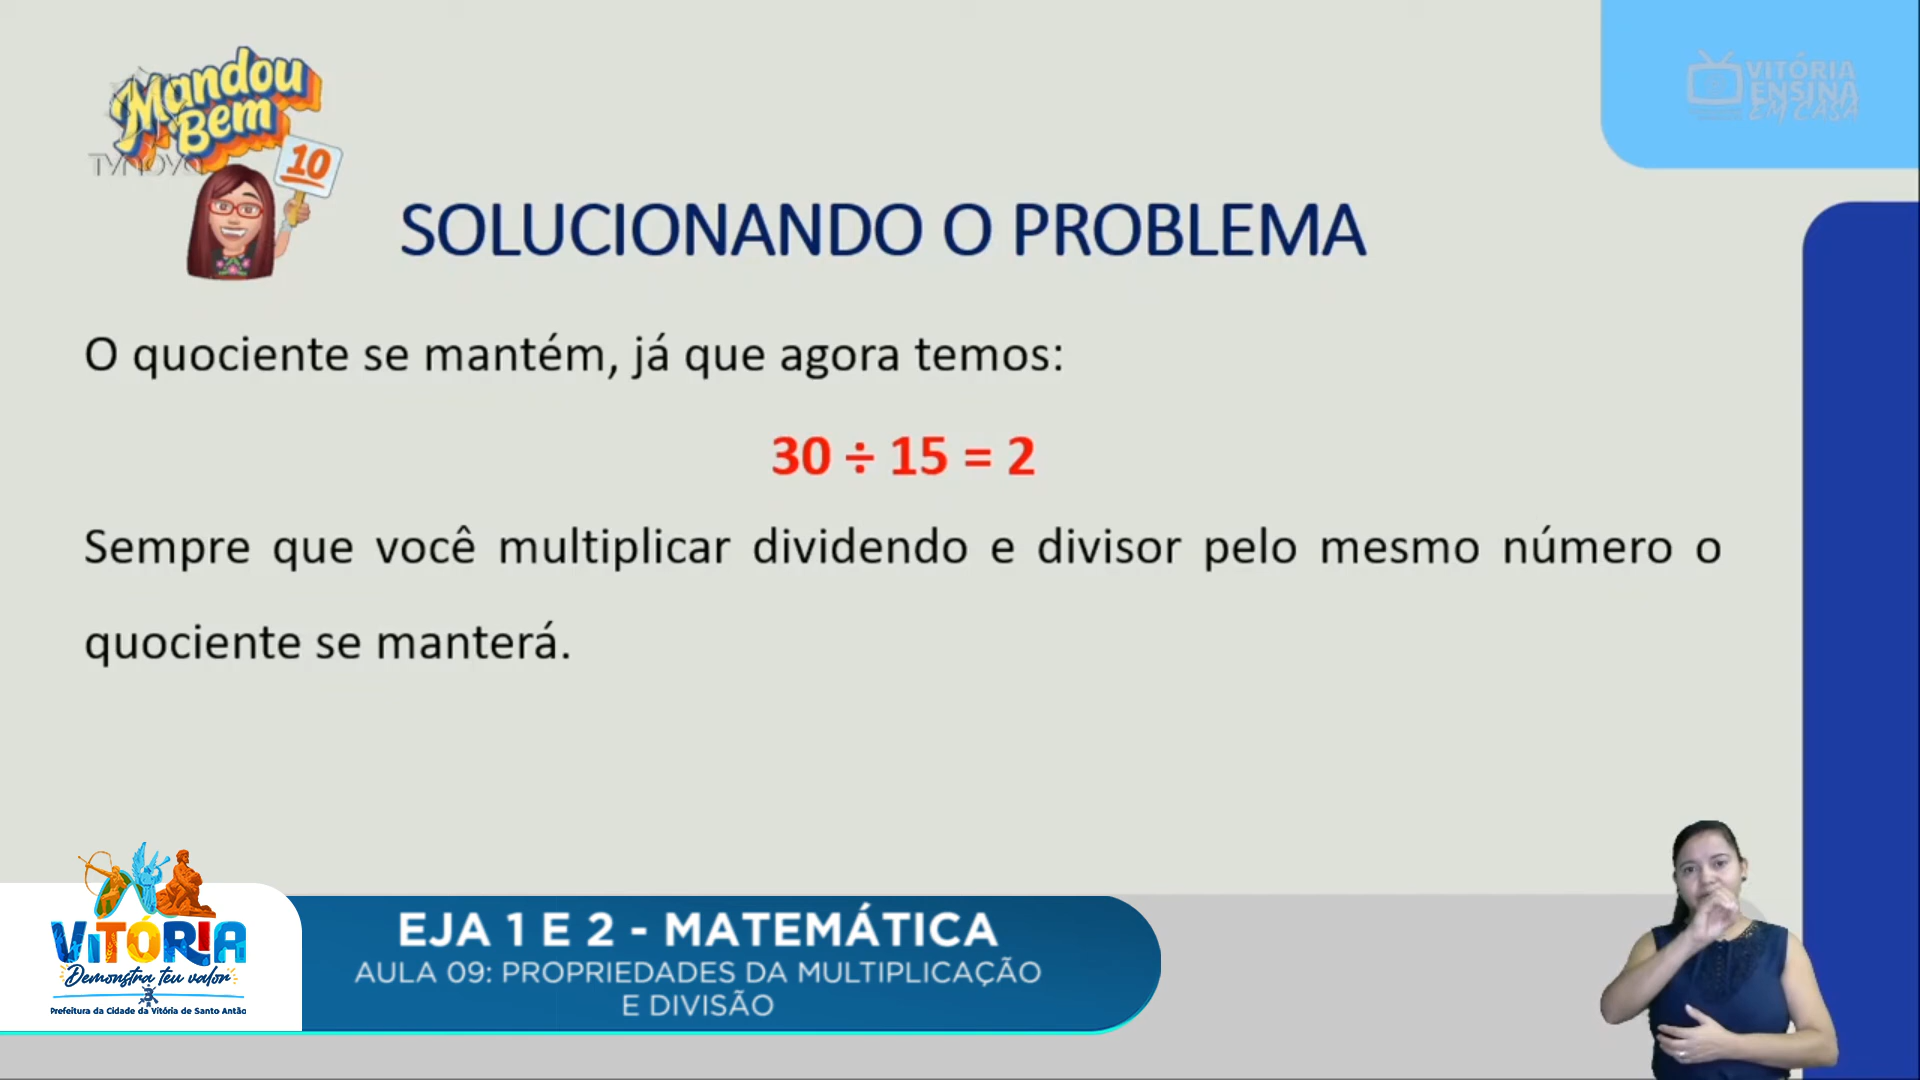 Mandou
Bem
10
TVNOVA
VITÓRIA
ENSINA
EM CASA
SOLUCIONANDO O PROBLEMA
O quociente se mantém, já que agora temos:
30 ÷ 15 = 2
Sempre que você multiplicar dividendo e divisor pelo mesmo número o
quociente se manterá.
VITÓRIA
Demonstra teu valor
Prefeitura da Cidade da Vitória de Santo Antão
EJA 1 E 2 - MATEMÁTICA
AULA 09: PROPRIEDADES DA MULTIPLICAÇÃO
E DIVISÃO